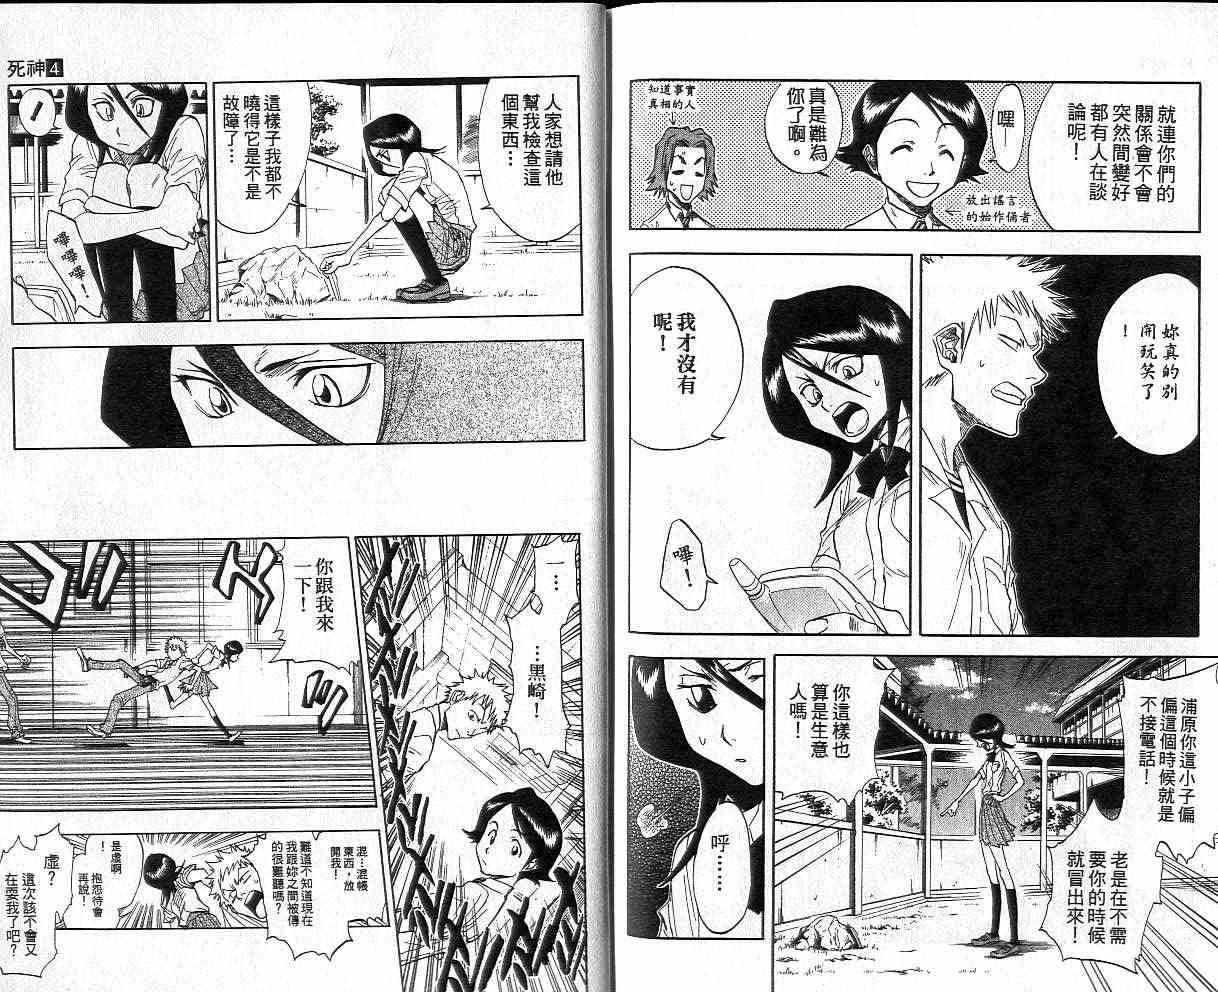 就連你們的
關係會不會
突然間變好
都有人在談
論呢！
嘿
真是難為
你了啊。
知道事實
真相的人
放出謠言
的始作俑者
妳真的別
開玩笑了
！
我才沒有
呢！
嗶！
浦原你這小子偏
偏這個時候就是
不接電話！
老是在不需
要你的時候
就冒出來！
你這樣也
算是生意
人嗎！
呼……
死神4
人家想請他
幫我檢查這
個東西…
這樣子我都不
曉得它是不是
故障了…
！
嗶嗶嗶！
一…
…黑崎！
你跟我來
一下！
混…混帳
東西，放
開我！
難道不知道現在
我跟妳之間被傳
的很難聽嗎？
是虛啊
！
抱怨待會
再說！
虛？
這次該不會又
在耍我了吧？